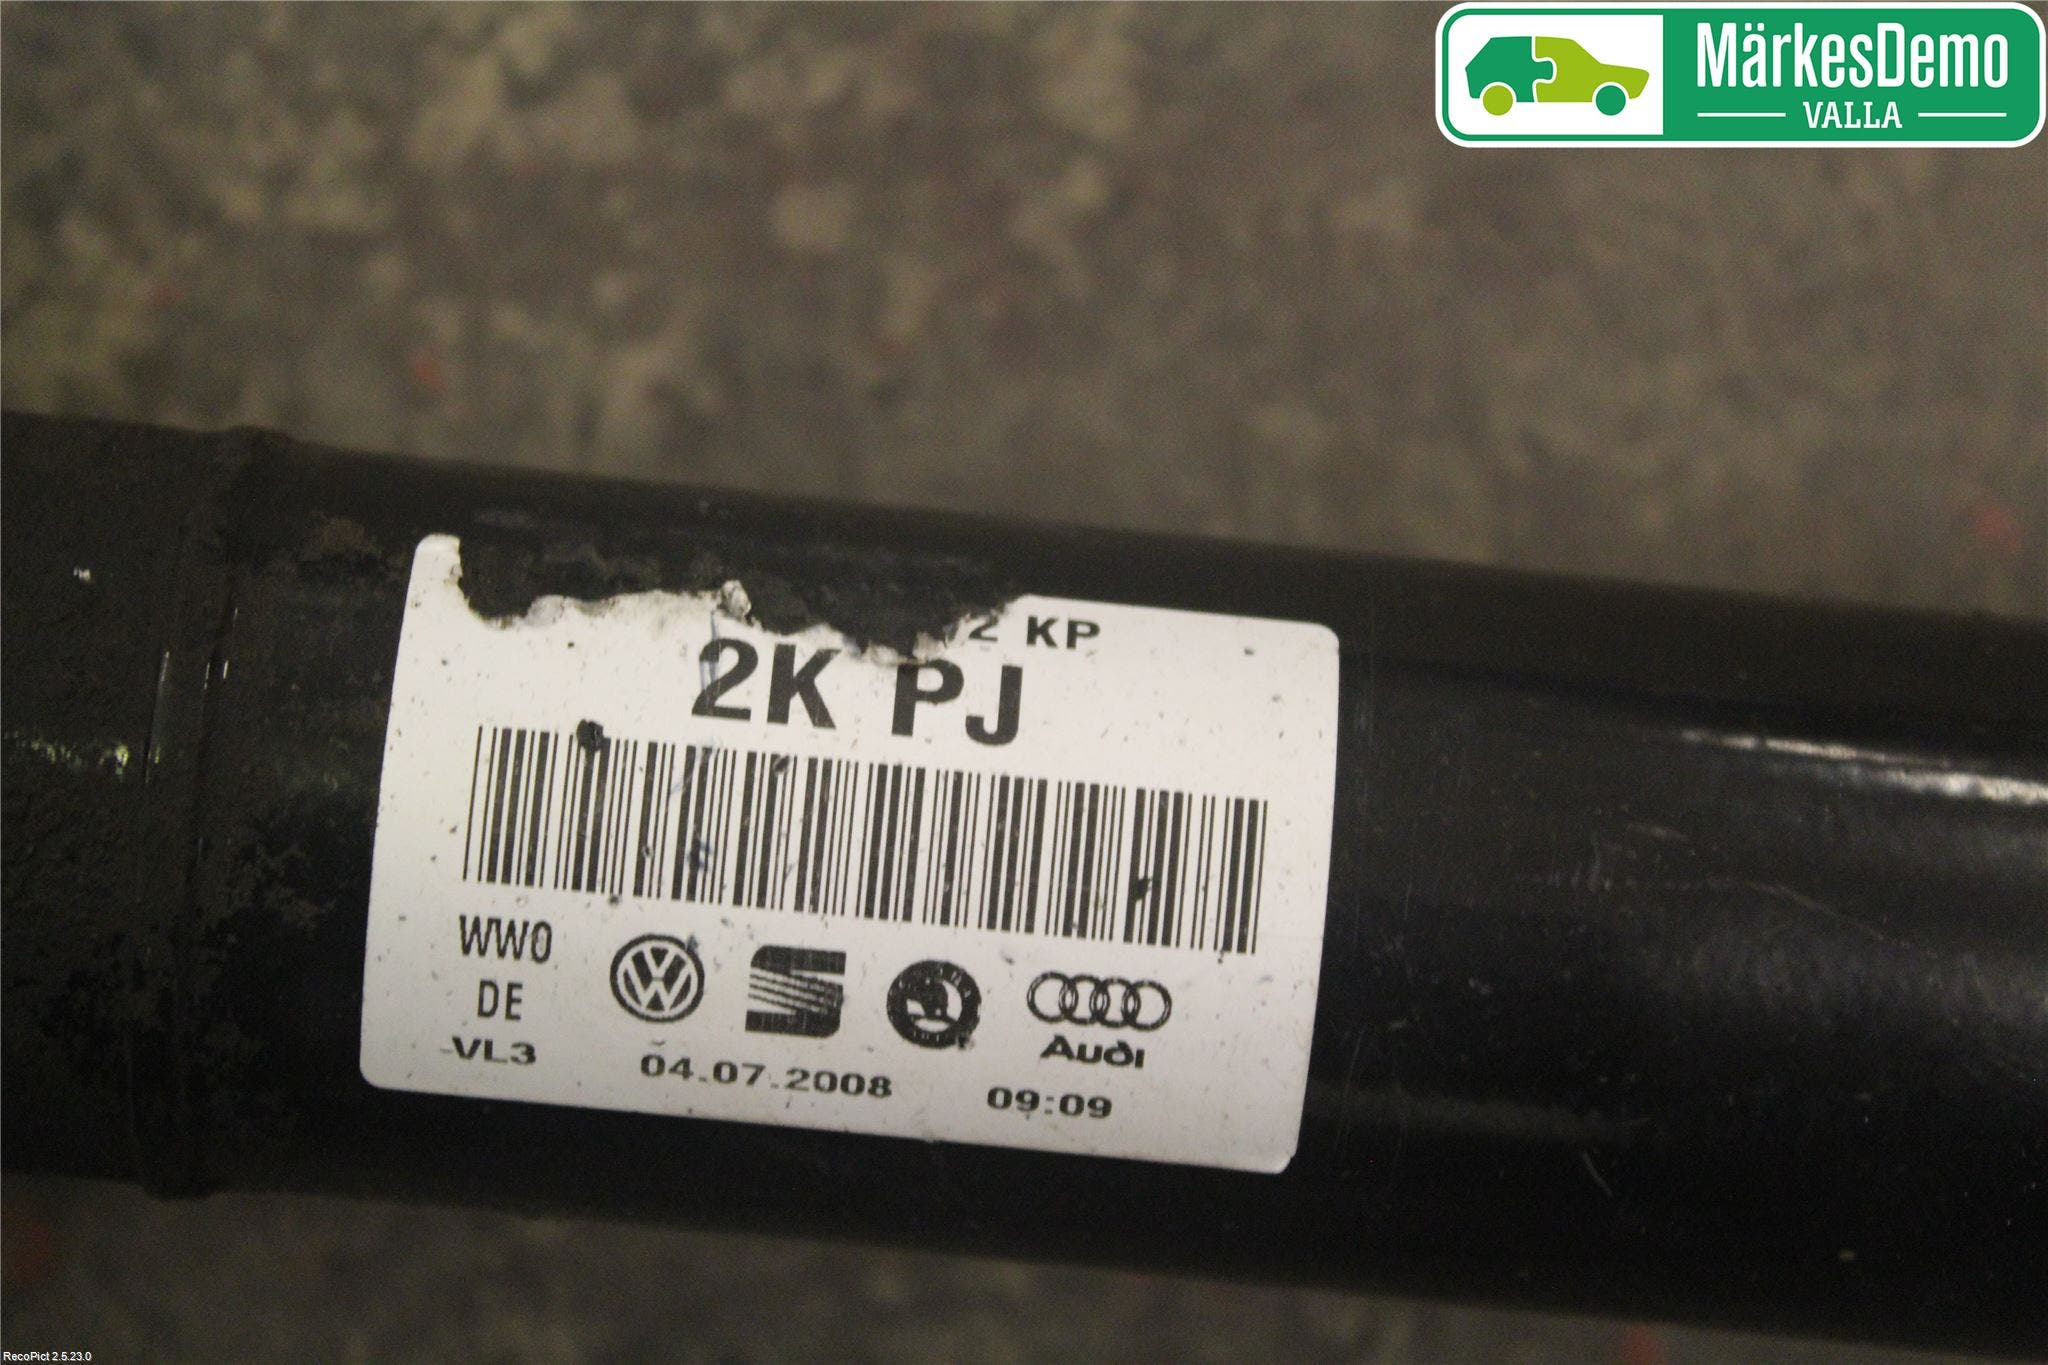 MärkesDemo
VALLA
2 KP
2K PJ
WWO
DE
VL3
04.07.2008
09:09
Audi
RecoPict 2.5.23.0